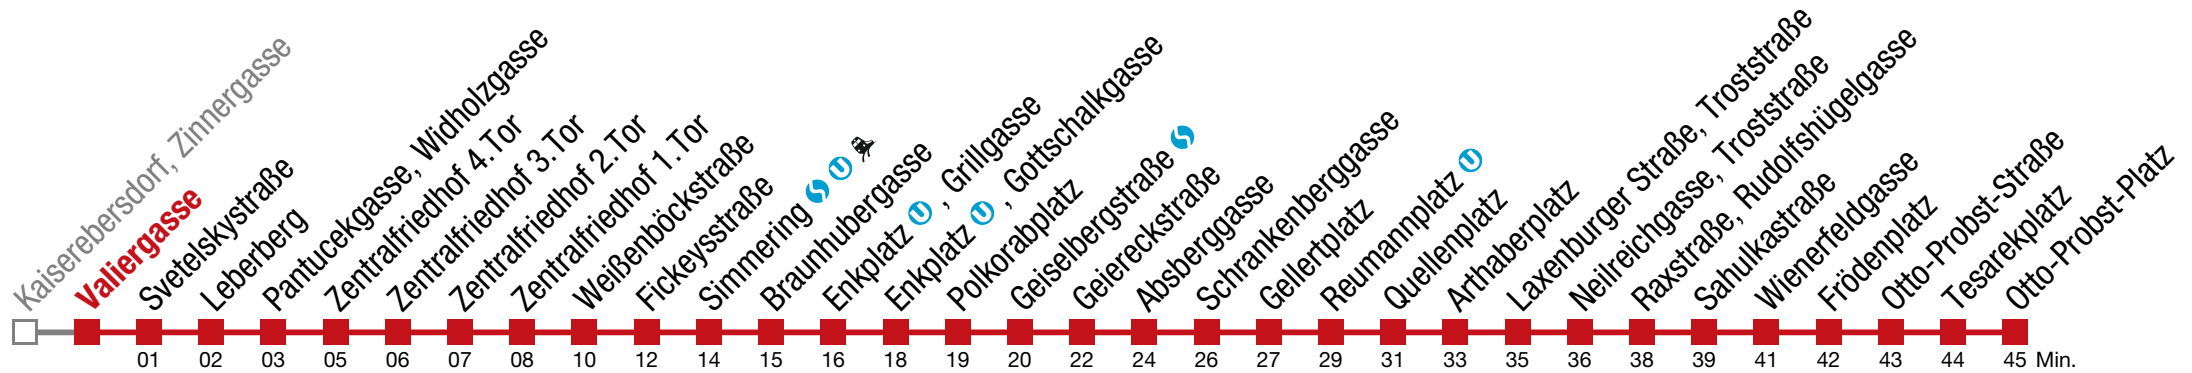 Kaiserebersdorf, Zinnergasse
Valiergasse
Svetelskystraße
Leberberg
Pantucekgasse, Widholzgasse
Zentralfriedhof 4.Tor
Zentralfriedhof 3.Tor
Zentralfriedhof 2.Tor
Zentralfriedhof 1.Tor
Weißenböckstraße
Fickeysstraße
Simmering S U
Braunhubergasse
Enkplatz U , Grillgasse
Enkplatz U , Gottschalkgasse
Polkorabplatz
Geiselbergstraße S
Geiereckstraße
Absberggasse
Schrankenberggasse
Gellertplatz
Reumannplatz U
Quellenplatz
Arthaberplatz
Laxenburger Straße, Troststraße
Neilreichgasse, Troststraße
Raxstraße, Rudolfshügelgasse
Sahulkastraße
Wienerfeldgasse
Frödenplatz
Otto-Probst-Straße
Tesarekplatz
Otto-Probst-Platz
01 02 03 05 06 07 08 10 12 14 15 16 18 19 20 22 24 26 27 29 31 33 35 36 38 39 41 42 43 44 45 Min.